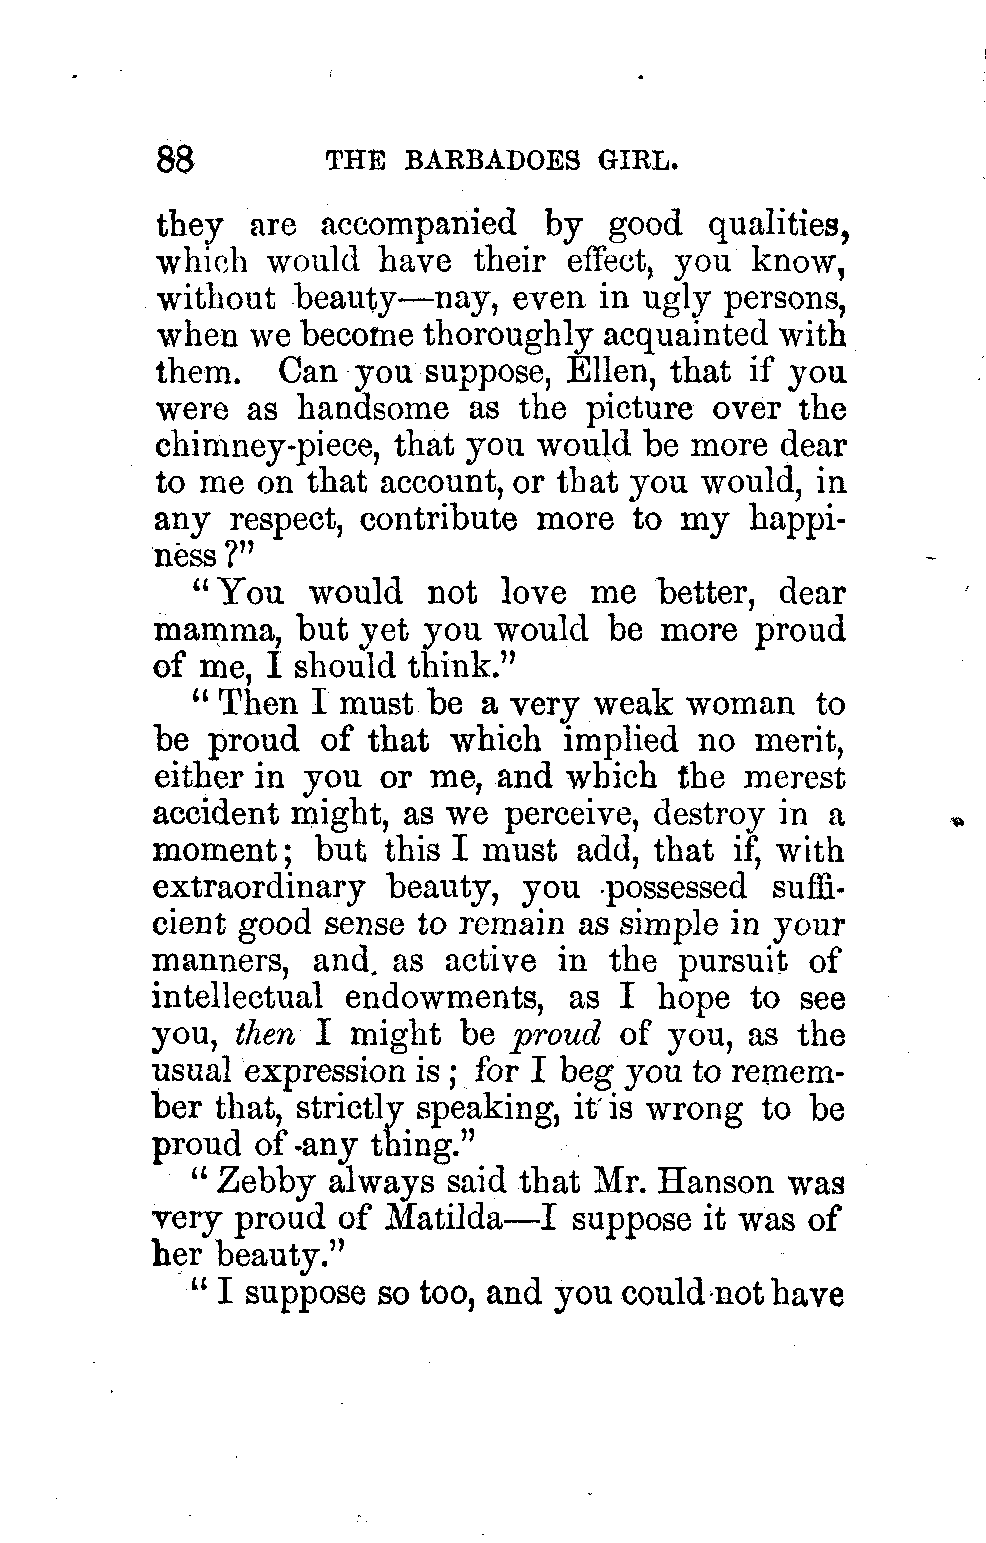 88 THE BARBADOES GIRL.
they are accompanied by good qualities,
which would have their effect, you know,
without beauty—nay, even in ugly persons,
when we become thoroughly acquainted with
them. Can you suppose, Ellen, that if you
were as handsome as the picture over the
chimney-piece, that you would be more dear
to me on that account, or that you would, in
any respect, contribute more to my happi-
ness?"
"You would not love me better, dear
mamma, but yet you would be more proud
of me, I should think."
"Then I must be a very weak woman to
be proud of that which implied no merit,
either in you or me, and which the merest
accident might, as we perceive, destroy in a
moment; but this I must add, that if, with
extraordinary beauty, you possessed suffi-
cient good sense to remain as simple in your
manners, and as active in the pursuit of
intellectual endowments, as I hope to see
you, then I might be proud of you, as the
usual expression is; for I beg you to remem-
ber that, strictly speaking, it is wrong to be
proud of any thing."
"Zebby always said that Mr. Hanson was
very proud of Matilda—I suppose it was of
her beauty."
"I suppose so too, and you could not have